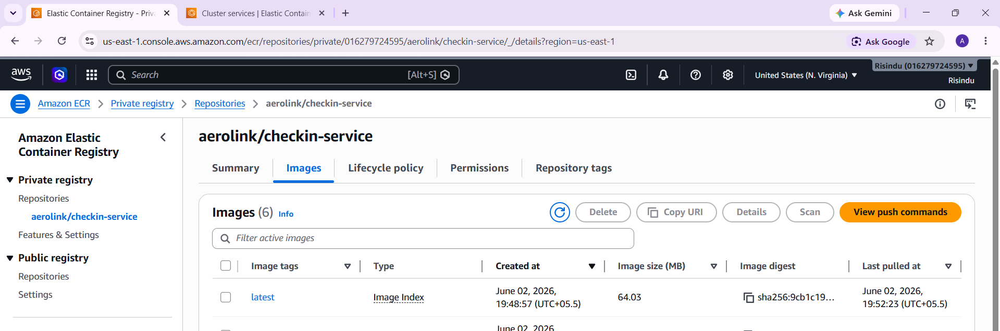 Elastic Container Registry - Priva
Cluster services | Elastic Contain
Ask Gemini
us-east-1.console.aws.amazon.com/ecr/repositories/private/016279724595/aerolink/checkin-service/_/details?region=us-east-1
Ask Google
A
aws
Search
[Alt+S]
United States (N. Virginia)
Risindu (016279724595)
Risindu
Amazon ECR
Private registry
Repositories
aerolink/checkin-service
Amazon Elastic
Container Registry
Private registry
Repositories
aerolink/checkin-service
Features & Settings
Public registry
Repositories
Settings
aerolink/checkin-service
Summary
Images
Lifecycle policy
Permissions
Repository tags
Images (6) Info
Delete
Copy URI
Details
Scan
View push commands
Filter active images
Image tags
Type
Created at
Image size (MB)
Image digest
Last pulled at
latest
Image Index
June 02, 2026,
19:48:57 (UTC+05.5)
64.03
sha256:9cb1c19...
June 02, 2026,
19:52:23 (UTC+05.5)
June 02, 2026,